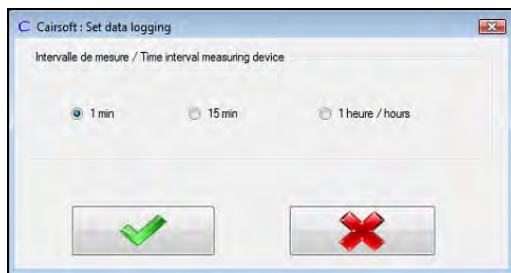 Cairsoft : Set data logging
Intervalle de mesure / Time interval measuring device
1 min 15 min 1 heure / hours